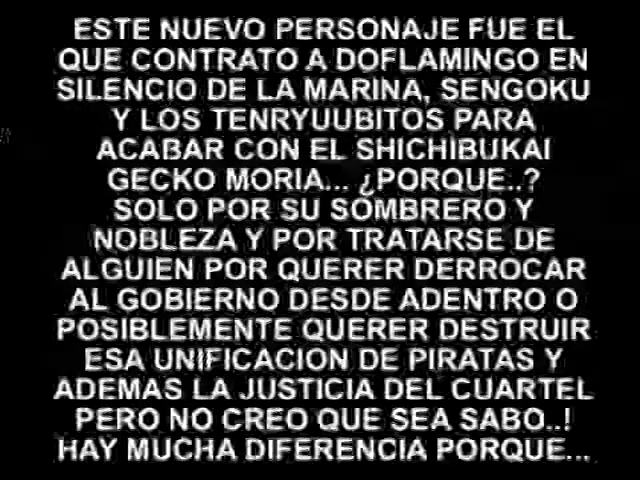 ESTE NUEVO PERSONAJE FUE EL
QUE CONTRATO A DOFLAMINGO EN
SILENCIO DE LA MARINA, SENGOKU
Y LOS TENRYUUBITOS PARA
ACABAR CON EL SHICHIBUKAI
GECKO MORIA... ¿PORQUE..?
SOLO POR SU SOMBRERO Y
NOBLEZA Y POR TRATARSE DE
ALGUIEN POR QUERER DERROCAR
AL GOBIERNO DESDE ADENTRO O
POSIBLEMENTE QUERER DESTRUIR
ESA UNIFICACION DE PIRATAS Y
ADEMAS LA JUSTICIA DEL CUARTEL
PERO NO CREO QUE SEA SABO..!
HAY MUCHA DIFERENCIA PORQUE...